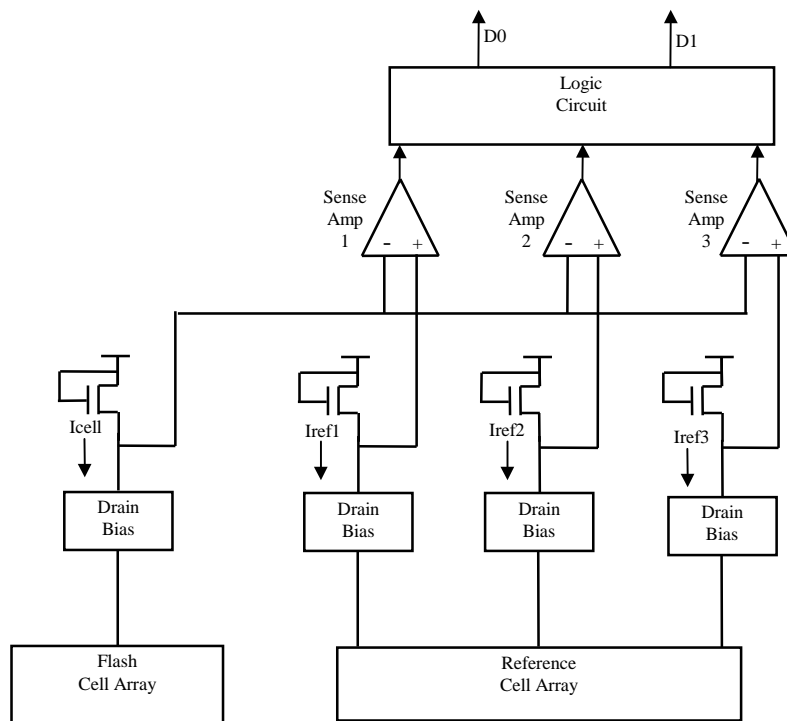 D0
D1
Logic
Circuit
Sense
Amp
1
- +
Sense
Amp
2
- +
Sense
Amp
3
- +
Icell
Iref1
Iref2
Iref3
Drain
Bias
Drain
Bias
Drain
Bias
Drain
Bias
Flash
Cell Array
Reference
Cell Array